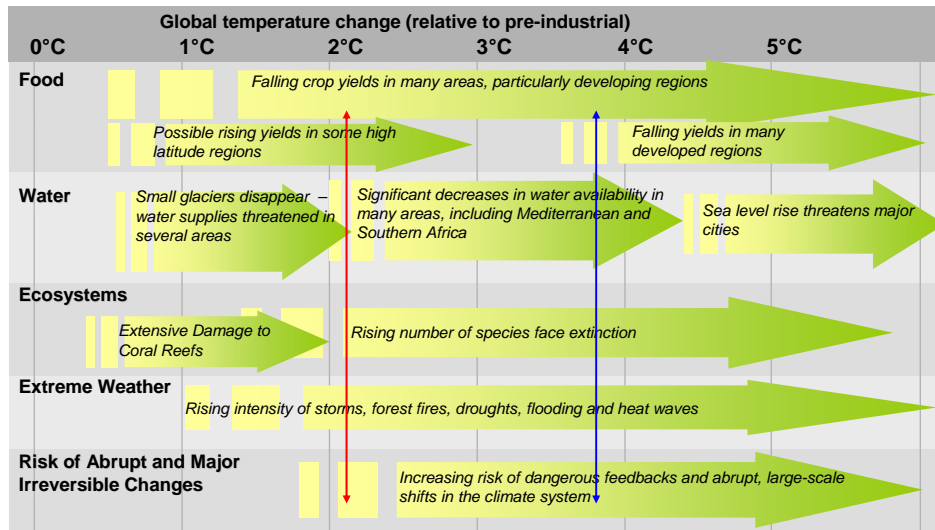 Global temperature change (relative to pre-industrial)
0°C 1°C 2°C 3°C 4°C 5°C
Food
Falling crop yields in many areas, particularly developing regions
Possible rising yields in some high
latitude regions
Falling yields in many
developed regions
Water
Small glaciers disappear –
water supplies threatened in
several areas
Significant decreases in water availability in
many areas, including Mediterranean and
Southern Africa
Sea level rise threatens major
cities
Ecosystems
Extensive Damage to
Coral Reefs
Rising number of species face extinction
Extreme Weather
Rising intensity of storms, forest fires, droughts, flooding and heat waves
Risk of Abrupt and Major
Irreversible Changes
Increasing risk of dangerous feedbacks and abrupt, large-scale
shifts in the climate system